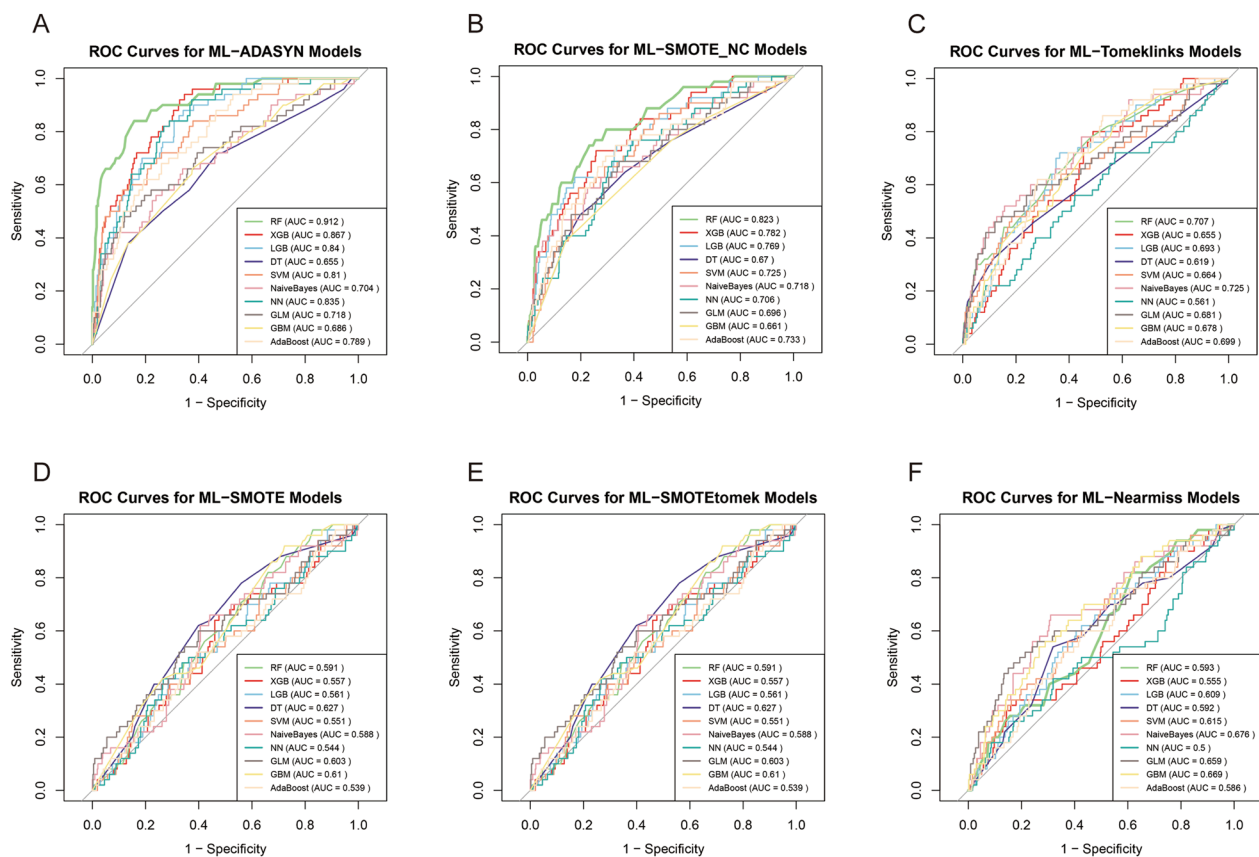 A
ROC Curves for ML−ADASYN Models
Sensitivity
1.0
0.8
0.6
0.4
0.2
0.0
RF (AUC = 0.912 )
XGB (AUC = 0.867 )
LGB (AUC = 0.84 )
DT (AUC = 0.655 )
SVM (AUC = 0.81 )
NaiveBayes (AUC = 0.704 )
NN (AUC = 0.835 )
GLM (AUC = 0.718 )
GBM (AUC = 0.686 )
AdaBoost (AUC = 0.789 )
0.0 0.2 0.4 0.6 0.8 1.0
1 − Specificity
B
ROC Curves for ML−SMOTE_NC Models
Sensitivity
1.0
0.8
0.6
0.4
0.2
0.0
RF (AUC = 0.823 )
XGB (AUC = 0.782 )
LGB (AUC = 0.769 )
DT (AUC = 0.67 )
SVM (AUC = 0.725 )
NaiveBayes (AUC = 0.718 )
NN (AUC = 0.706 )
GLM (AUC = 0.696 )
GBM (AUC = 0.661 )
AdaBoost (AUC = 0.733 )
0.0 0.2 0.4 0.6 0.8 1.0
1 − Specificity
C
ROC Curves for ML−Tomeklinks Models
Sensitivity
1.0
0.8
0.6
0.4
0.2
0.0
RF (AUC = 0.707 )
XGB (AUC = 0.655 )
LGB (AUC = 0.693 )
DT (AUC = 0.619 )
SVM (AUC = 0.664 )
NaiveBayes (AUC = 0.725 )
NN (AUC = 0.561 )
GLM (AUC = 0.681 )
GBM (AUC = 0.678 )
AdaBoost (AUC = 0.699 )
0.0 0.2 0.4 0.6 0.8 1.0
1 − Specificity
D
ROC Curves for ML−SMOTE Models
Sensitivity
1.0
0.8
0.6
0.4
0.2
0.0
RF (AUC = 0.591 )
XGB (AUC = 0.557 )
LGB (AUC = 0.561 )
DT (AUC = 0.627 )
SVM (AUC = 0.551 )
NaiveBayes (AUC = 0.588 )
NN (AUC = 0.544 )
GLM (AUC = 0.603 )
GBM (AUC = 0.61 )
AdaBoost (AUC = 0.539 )
0.0 0.2 0.4 0.6 0.8 1.0
1 − Specificity
E
ROC Curves for ML−SMOTEtomek Models
Sensitivity
1.0
0.8
0.6
0.4
0.2
0.0
RF (AUC = 0.591 )
XGB (AUC = 0.557 )
LGB (AUC = 0.561 )
DT (AUC = 0.627 )
SVM (AUC = 0.551 )
NaiveBayes (AUC = 0.588 )
NN (AUC = 0.544 )
GLM (AUC = 0.603 )
GBM (AUC = 0.61 )
AdaBoost (AUC = 0.539 )
0.0 0.2 0.4 0.6 0.8 1.0
1 − Specificity
F
ROC Curves for ML−Nearmiss Models
Sensitivity
1.0
0.8
0.6
0.4
0.2
0.0
RF (AUC = 0.593 )
XGB (AUC = 0.555 )
LGB (AUC = 0.609 )
DT (AUC = 0.592 )
SVM (AUC = 0.615 )
NaiveBayes (AUC = 0.676 )
NN (AUC = 0.5 )
GLM (AUC = 0.659 )
GBM (AUC = 0.669 )
AdaBoost (AUC = 0.586 )
0.0 0.2 0.4 0.6 0.8 1.0
1 − Specificity